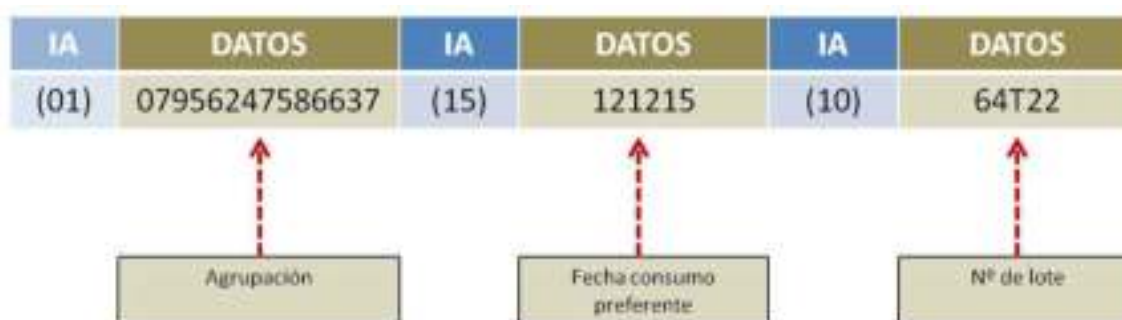 IA DATOS IA DATOS IA DATOS
(01) 07956247586637 (15) 121215 (10) 64T22
Agrupación Fecha consumo Nº de lote
preferente